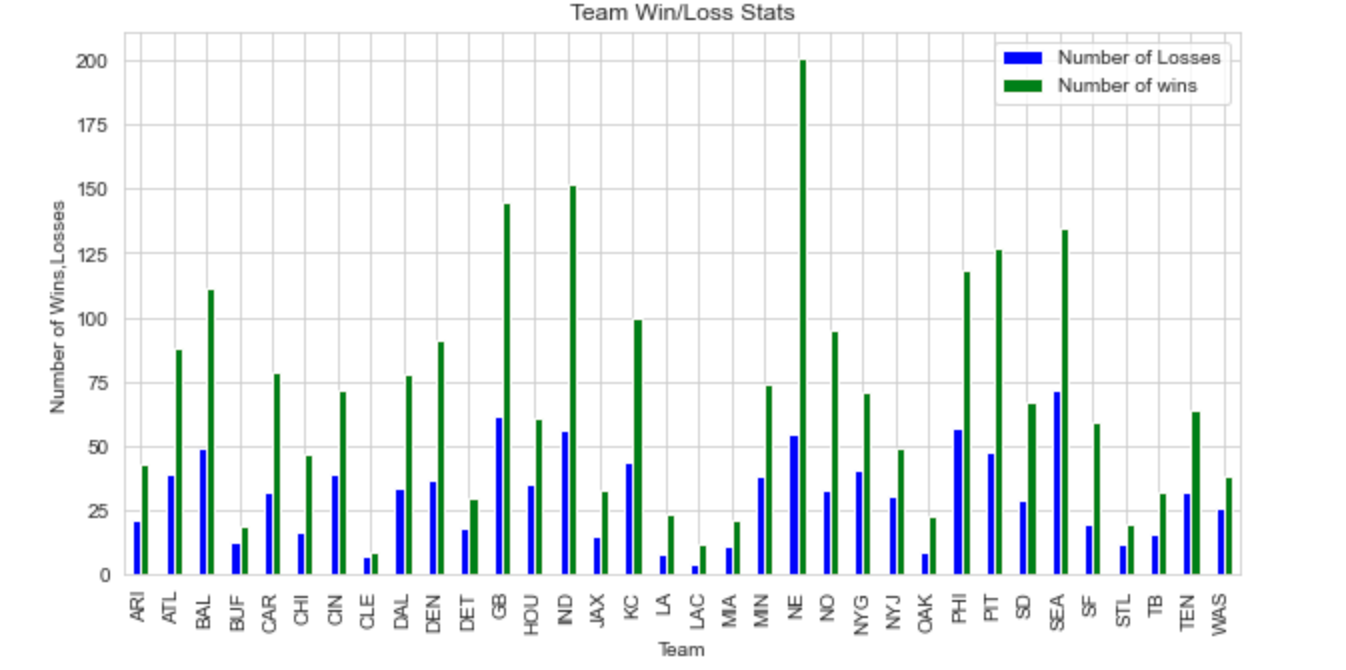 Team Win/Loss Stats
Number of Losses
Number of wins
Number of Wins,Losses
200
175
150
125
100
75
50
25
0
ARI ATL BAL BUF CAR CHI CIN CLE DAL DEN DET GB HOU IND JAX KC LA LAC MIA MIN NE NO NYG NYJ OAK PHI PIT SD SEA SF STL TB TEN WAS
Team